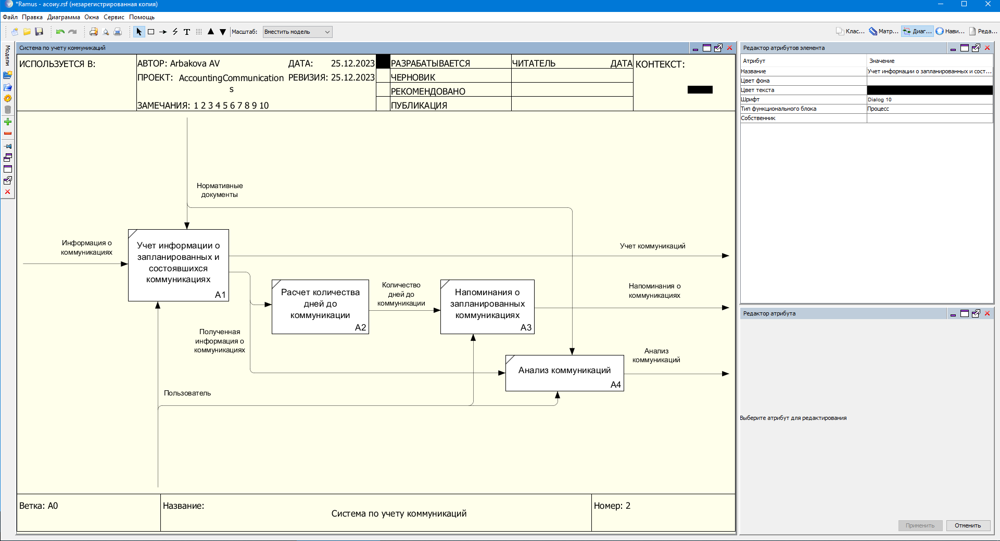 *Ramus - асоиу.rsf (незарегистрированная копия)
Файл Правка Диаграмма Окна Сервис Помощь
Масштаб: Вместить модель
Клас... Матр... Диаг... Нави... Реда...
Модели
Система по учету коммуникаций
ИСПОЛЬЗУЕТСЯ В:
АВТОР: Arbakova AV
ДАТА: 25.12.2023
ПРОЕКТ: AccountingCommunication
s
РЕВИЗИЯ: 25.12.2023
ЗАМЕЧАНИЯ: 1 2 3 4 5 6 7 8 9 10
РАЗРАБАТЫВАЕТСЯ
ЧЕРНОВИК
РЕКОМЕНДОВАНО
ПУБЛИКАЦИЯ
ЧИТАТЕЛЬ
ДАТА
КОНТЕКСТ:
Нормативные
документы
Информация о
коммуникациях
Учет информации о
запланированных и
состоявшихся
коммуникациях
A1
Учет коммуникаций
Расчет количества
дней до
коммуникации
A2
Количество
дней до
коммуникации
Напоминания о
запланированных
коммуникациях
A3
Напоминания о
коммуникациях
Полученная
информация о
коммуникациях
Анализ коммуникаций
A4
Анализ
коммуникаций
Пользователь
Ветка: A0
Название:
Система по учету коммуникаций
Номер: 2
Редактор атрибутов элемента
Атрибут Значение
Название Учет информации о запланированных и сост...
Цвет фона
Цвет текста
Шрифт Dialog 10
Тип функционального блока Процесс
Собственник
Редактор атрибута
Выберите атрибут для редактирования
Применить Отменить